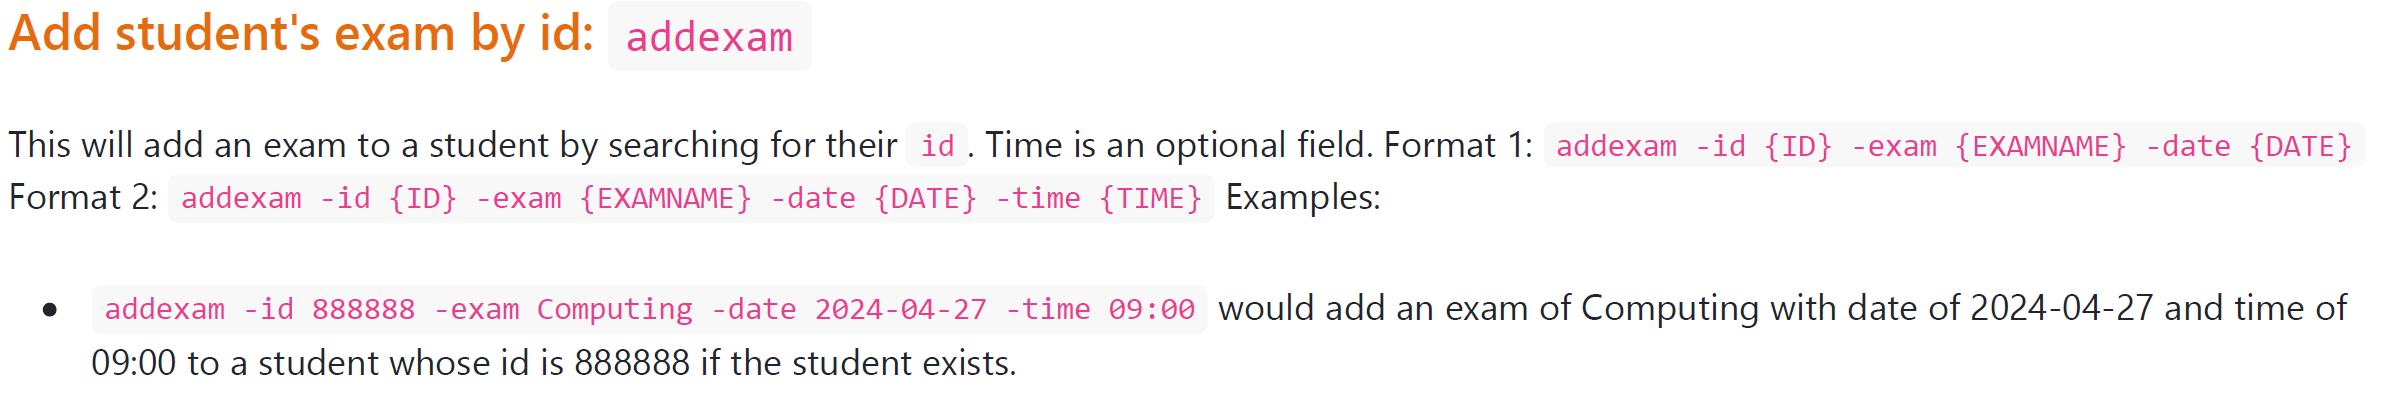 Add student's exam by id: addexam
This will add an exam to a student by searching for their id. Time is an optional field. Format 1: addexam -id {ID} -exam {EXAMNAME} -date {DATE}
Format 2: addexam -id {ID} -exam {EXAMNAME} -date {DATE} -time {TIME} Examples:
• addexam -id 888888 -exam Computing -date 2024-04-27 -time 09:00 would add an exam of Computing with date of 2024-04-27 and time of
09:00 to a student whose id is 888888 if the student exists.